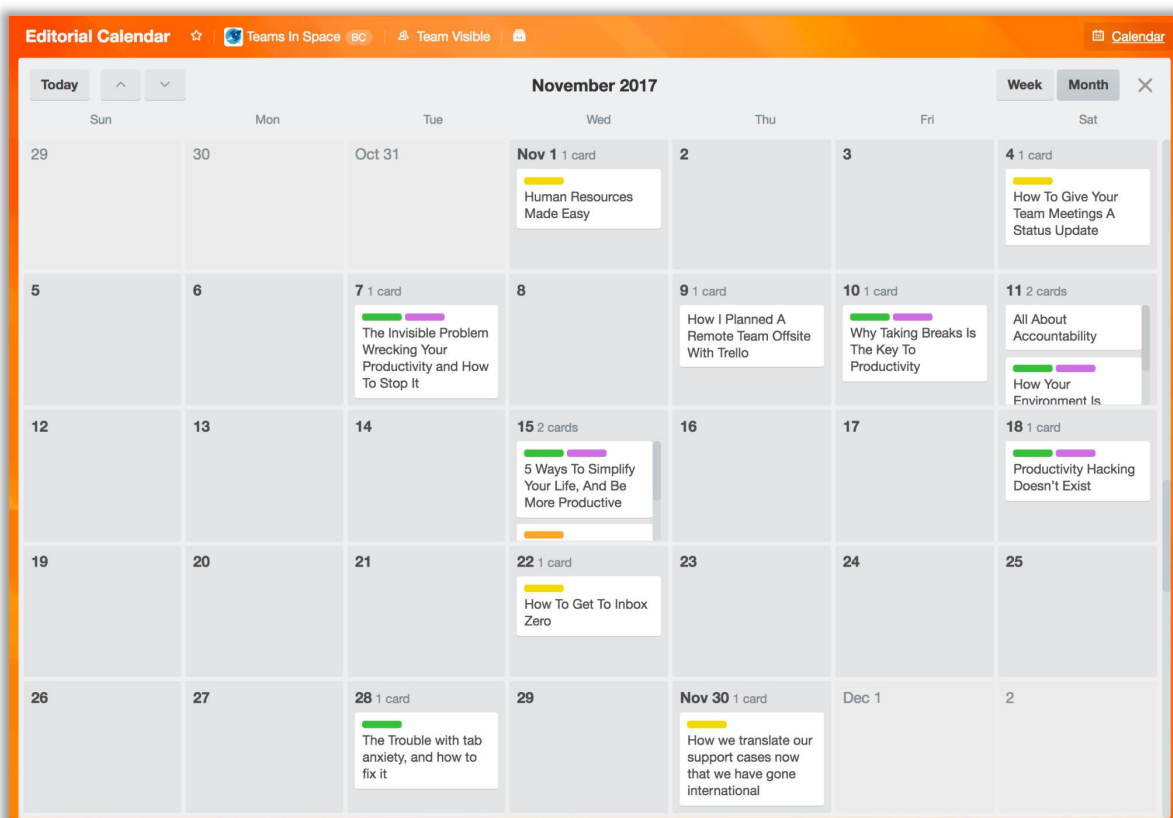 Editorial Calendar Teams In Space BC Team Visible Calendar
Today November 2017 Week Month
Sun Mon Tue Wed Thu Fri Sat
29 30 Oct 31 Nov 1 1 card 2 3 4 1 card
Human Resources
Made Easy
How To Give Your
Team Meetings A
Status Update
5 6 7 1 card 8 9 1 card 10 1 card 11 2 cards
The Invisible Problem
Wrecking Your
Productivity and How
To Stop It
How I Planned A
Remote Team Offsite
With Trello
Why Taking Breaks Is
The Key To
Productivity
All About
Accountability
How Your
Environment Is
12 13 14 15 2 cards 16 17 18 1 card
5 Ways To Simplify
Your Life, And Be
More Productive
Productivity Hacking
Doesn't Exist
19 20 21 22 1 card 23 24 25
How To Get To Inbox
Zero
26 27 28 1 card 29 Nov 30 1 card Dec 1 2
The Trouble with tab
anxiety, and how to
fix it
How we translate our
support cases now
that we have gone
international